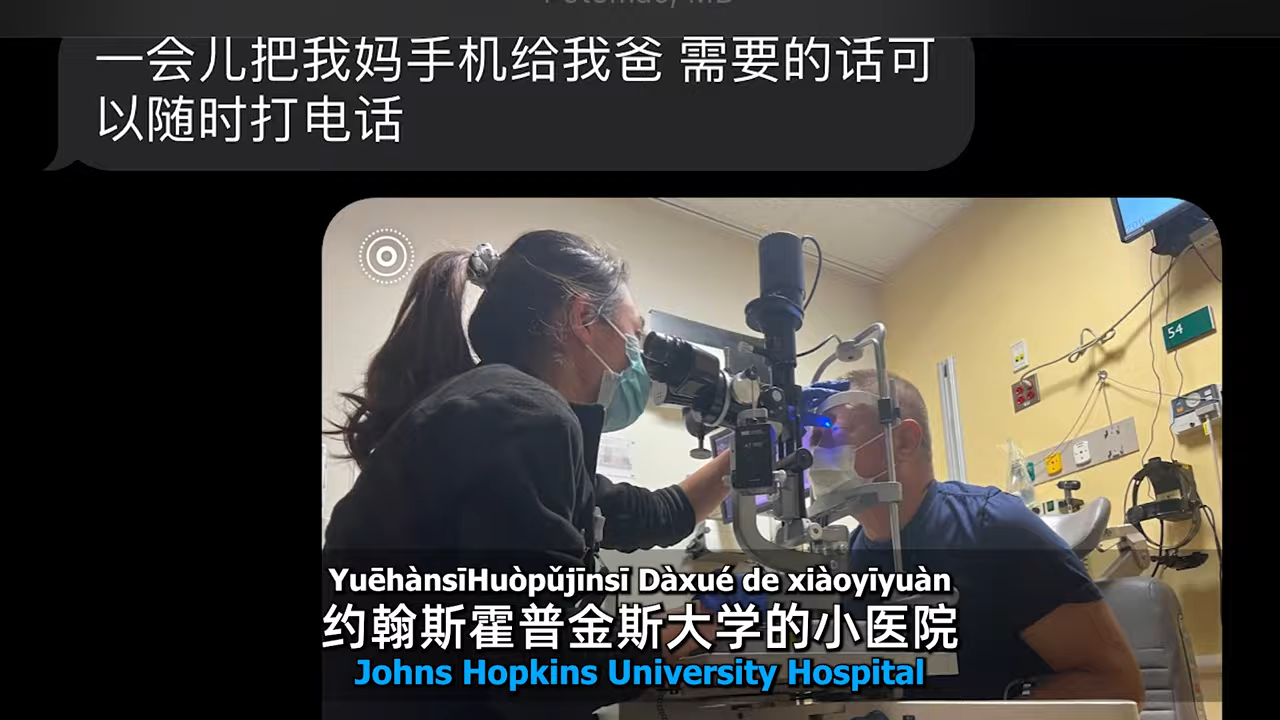 Potomac, MD
一会儿把我妈手机给我爸 需要的话可
以随时打电话
54
YuēhànsīHuòpǔjīnsī Dàxué de xiàoyīyuàn
约翰斯霍普金斯大学的小医院
Johns Hopkins University Hospital